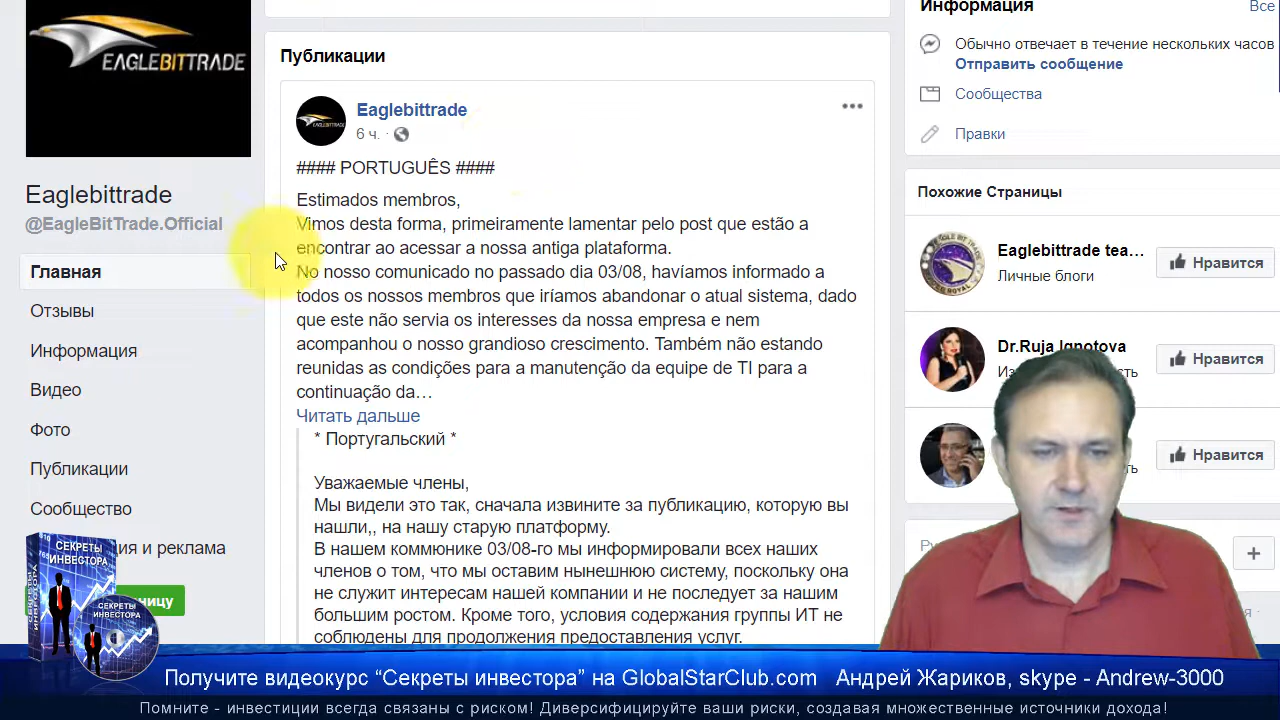 EAGLEBITTRADE
Eaglebittrade
@EagleBitTrade.Official
Главная
Отзывы
Информация
Видео
Фото
Публикации
Сообщество
ия и реклама
ницу
СЕКРЕТЫ
ИНВЕСТОРА
СЕКРЕТЫ
ИНВЕСТОРА
Публикации
Eaglebittrade
6 ч. ·
#### PORTUGUÊS ####
Estimados membros,
Vimos desta forma, primeiramente lamentar pelo post que estão a
encontrar ao acessar a nossa antiga plataforma.
No nosso comunicado no passado dia 03/08, havíamos informado a
todos os nossos membros que iríamos abandonar o atual sistema, dado
que este não servia os interesses da nossa empresa e nem
acompanhou o nosso grandioso crescimento. Também não estando
reunidas as condições para a manutenção da equipe de TI para a
continuação da…
Читать дальше
* Португальский *
Уважаемые члены,
Мы видели это так, сначала извините за публикацию, которую вы
нашли,, на нашу старую платформу.
В нашем коммюнике 03/08-го мы информировали всех наших
членов о том, что мы оставим нынешнюю систему, поскольку она
не служит интересам нашей компании и не последует за нашим
большим ростом. Кроме того, условия содержания группы ИТ не
соблюдены для продолжения предоставления услуг.
Информация
Все
Обычно отвечает в течение нескольких часов
Отправить сообщение
Сообщества
Правки
Похожие Страницы
Eaglebittrade tea…
Личные блоги
Нравится
Dr.Ruja Ignatova
Нравится
Нравится
Получите видеокурс “Секреты инвестора” на GlobalStarClub.com Андрей Жариков, skype - Andrew-3000
Помните - инвестиции всегда связаны с риском! Диверсифицируйте ваши риски, создавая множественные источники дохода!